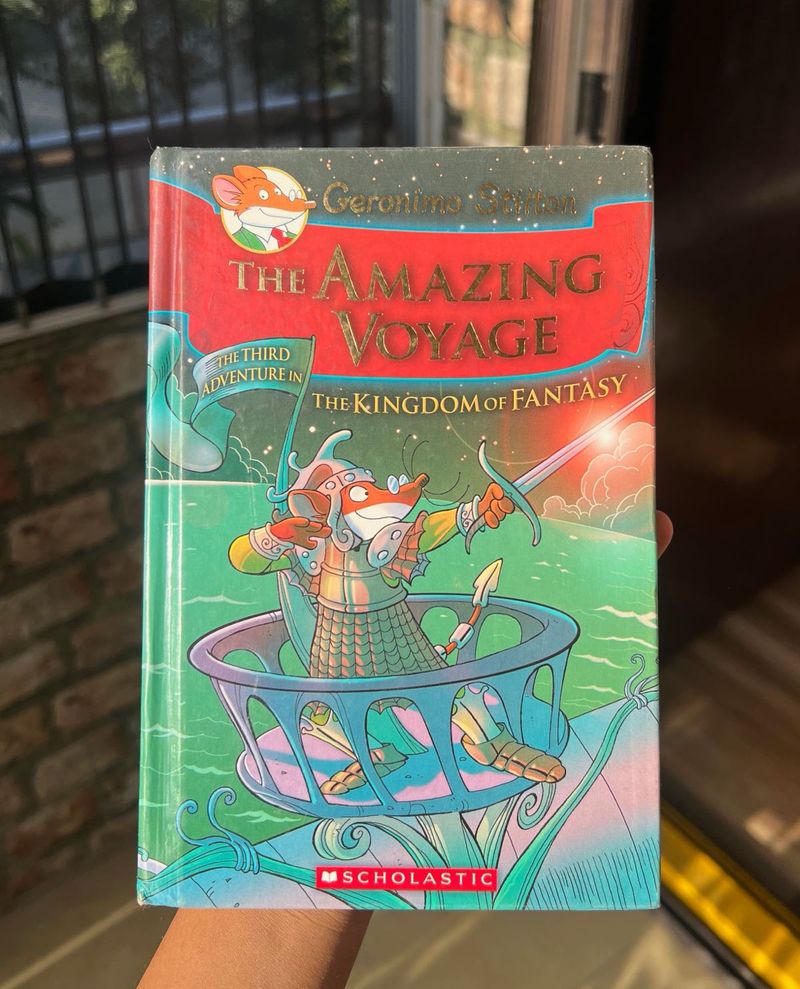 Geronimo Stilton
THE AMAZING
VOYAGE
THE THIRD
ADVENTURE IN
THE KINGDOM OF FANTASY
SCHOLASTIC